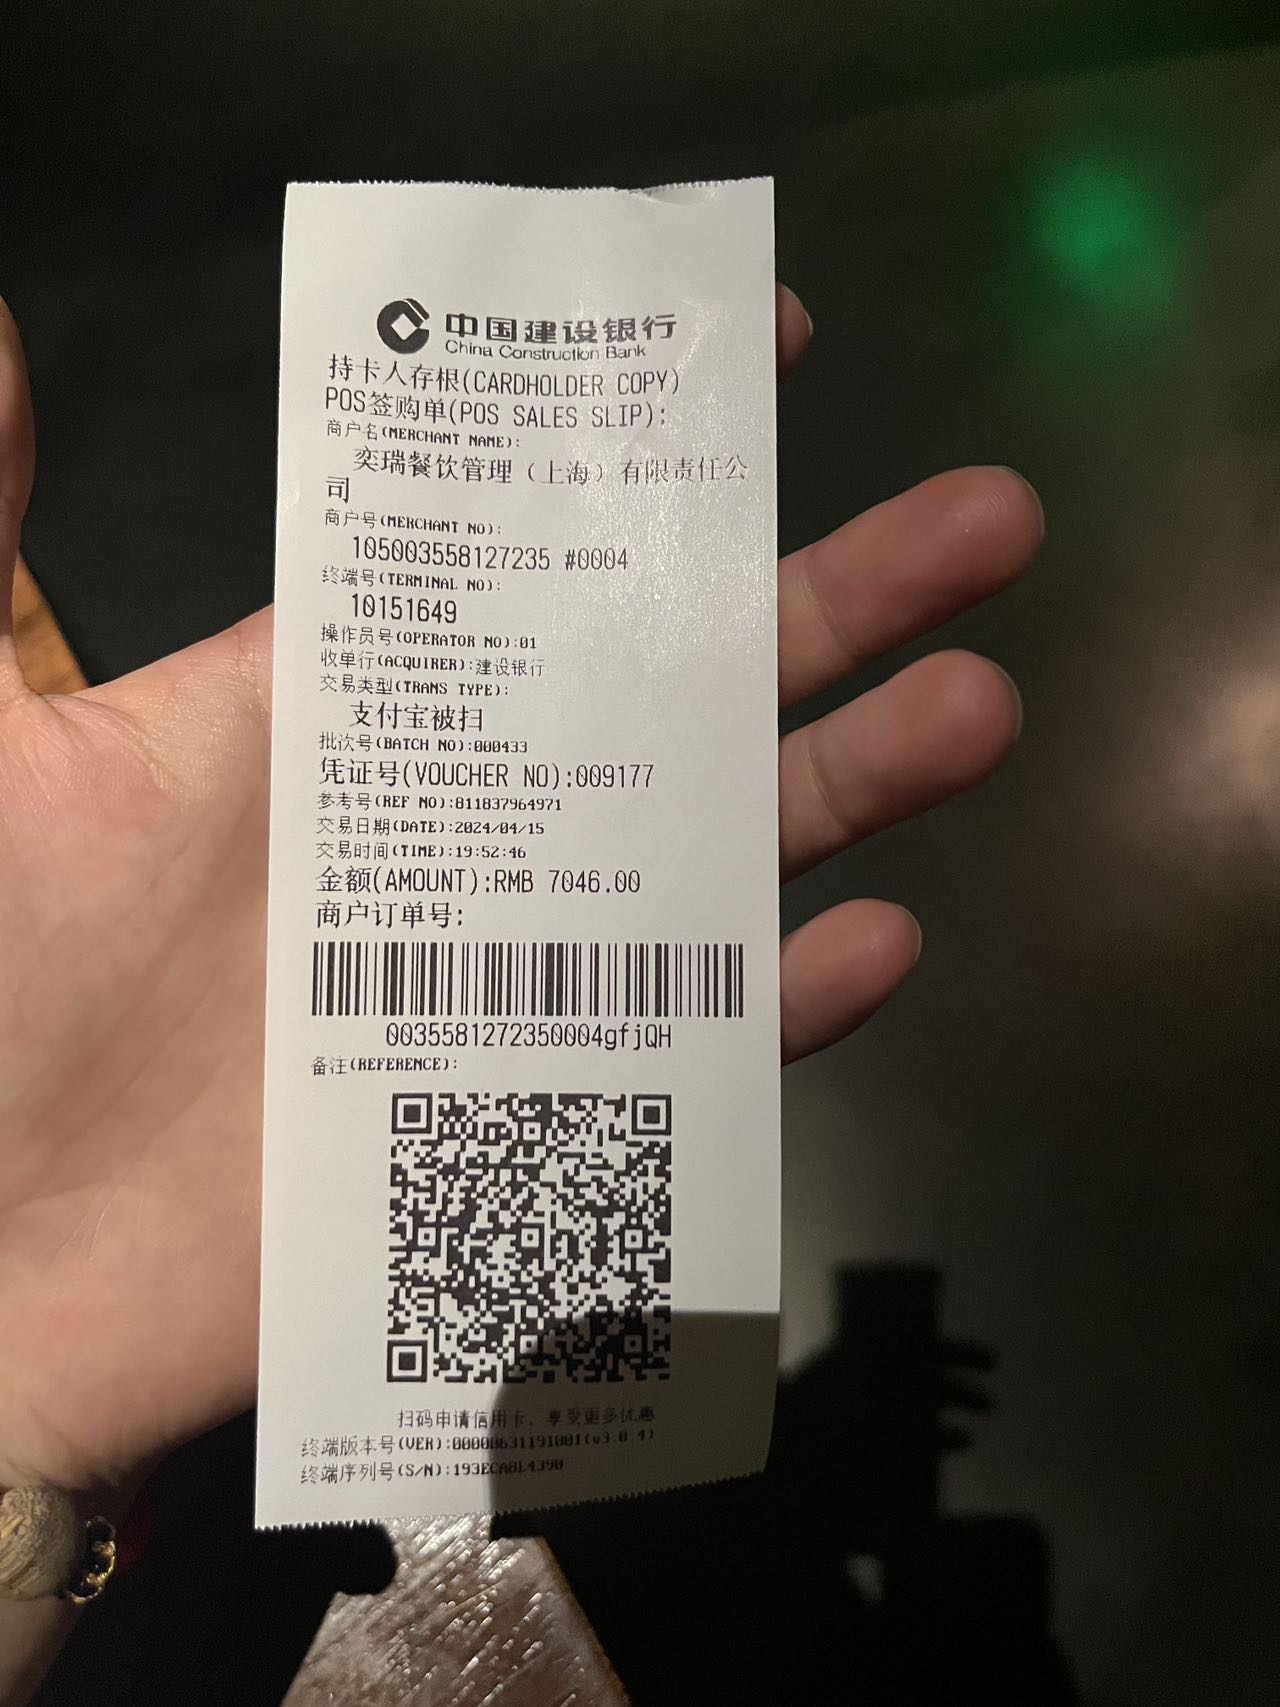 中国建设银行
China Construction Bank
持卡人存根(CARDHOLDER COPY)
POS签购单(POS SALES SLIP):
商户名(MERCHANT NAME):
奕瑞餐饮管理（上海）有限责任公
司
商户号(MERCHANT NO):
105003558127235 #0004
终端号(TERMINAL NO):
10151649
操作员号(OPERATOR NO):01
收单行(ACQUIRER):建设银行
交易类型(TRANS TYPE):
支付宝被扫
批次号(BATCH NO):000433
凭证号(VOUCHER NO):009177
参考号(REF NO):811837964971
交易日期(DATE):2024/04/15
交易时间(TIME):19:52:46
金额(AMOUNT):RMB 7046.00
商户订单号:
0035581272350004gfjQH
备注(REFERENCE):
扫码申请信用卡，享受更多优惠
终端版本号(VER):00000631191001(v3.0.4)
终端序列号(S/N):193ECA0L4390